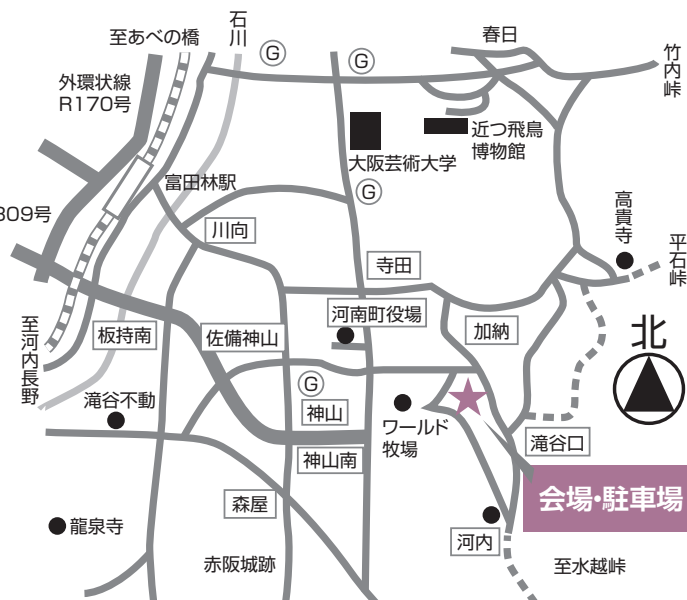 石川
至あべの橋
春日
竹内峠
外環状線
R170号
G
G
近つ飛鳥
博物館
大阪芸術大学
富田林駅
G
309号
川向
高貴寺
平石峠
寺田
河南町役場
北
至河内長野
板持南
佐備神山
加納
滝谷不動
G
神山
ワールド
牧場
滝谷口
神山南
会場・駐車場
森屋
龍泉寺
河内
赤阪城跡
至水越峠